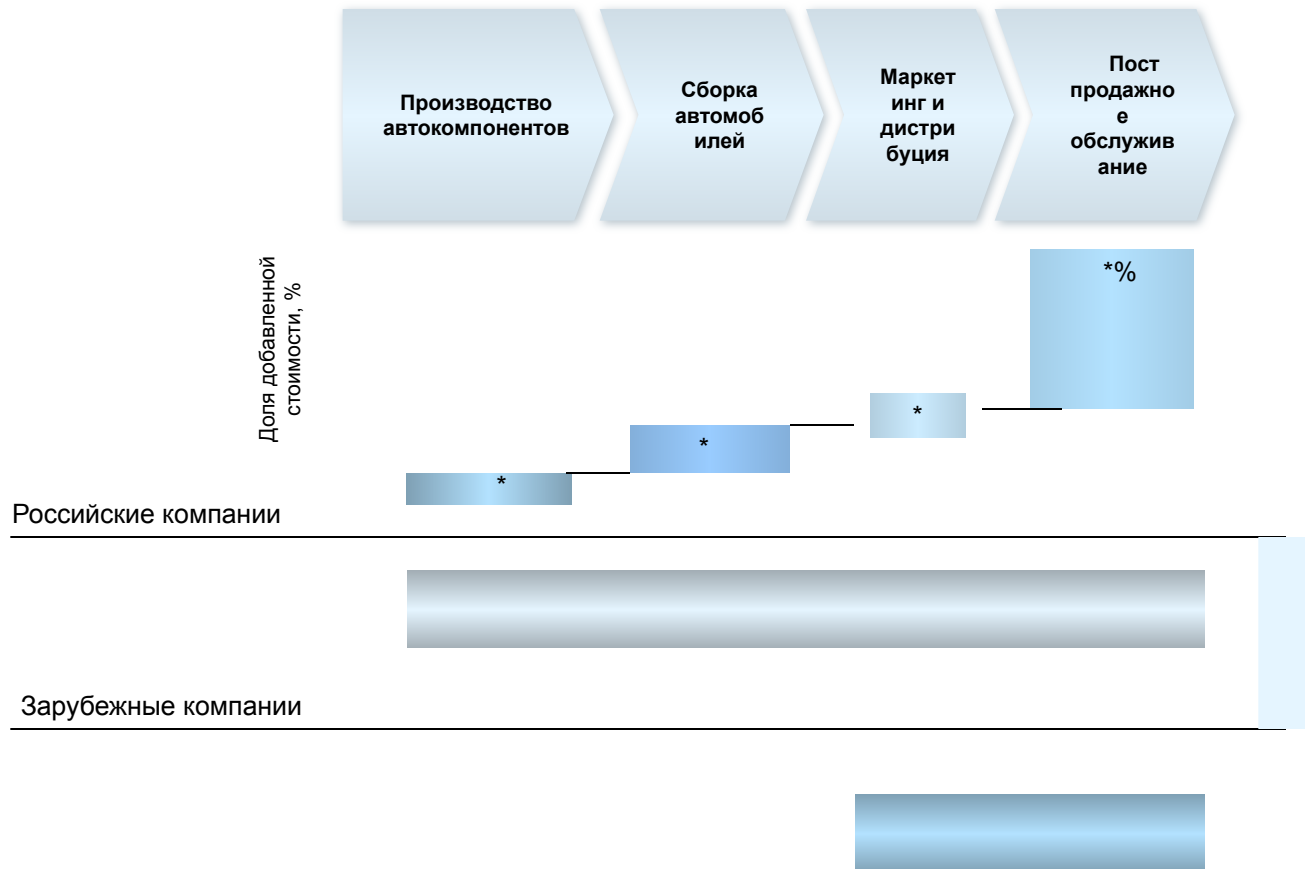 Производство
автокомпонентов
Сборка
автомоб
илей
Маркет
инг и
дистри
буция
Пост
продажно
е
обслужив
ание
Доля добавленной
стоимости, %
*
*
*
*%
Российские компании
Зарубежные компании